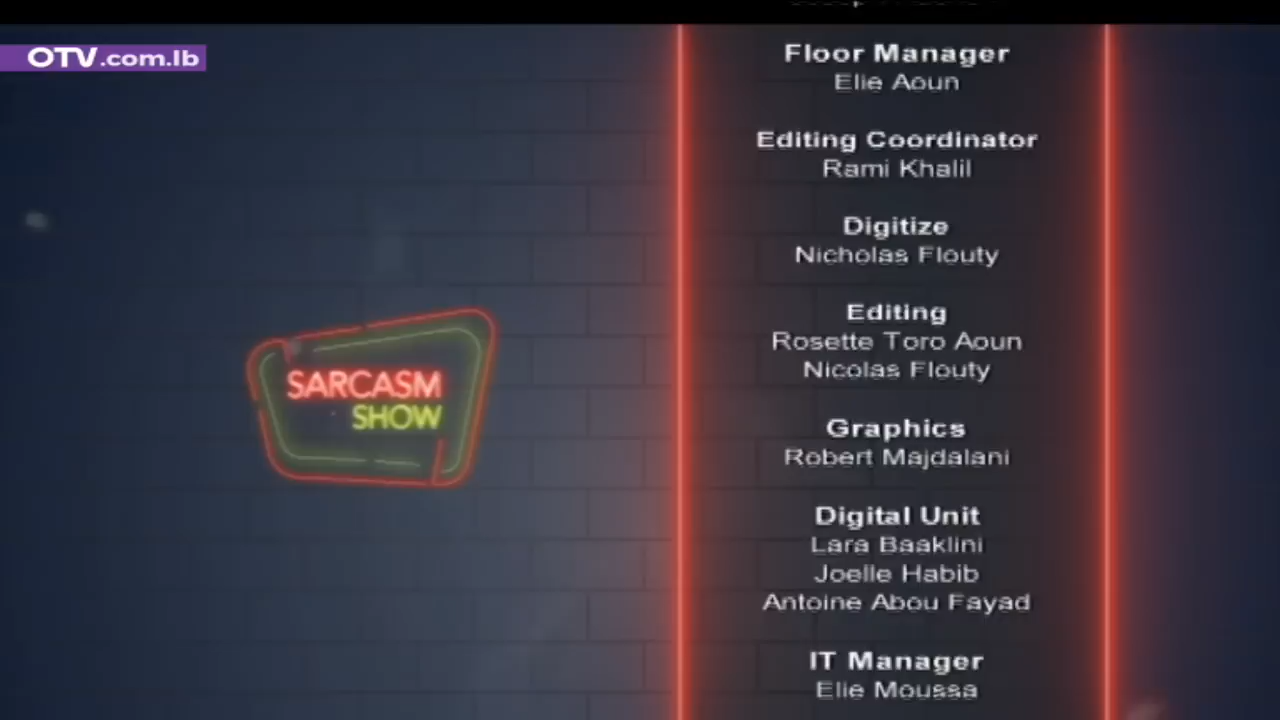 OTV.com.lb
Floor Manager
Elie Aoun
Editing Coordinator
Rami Khalil
Digitize
Nicholas Flouty
Editing
Rosette Toro Aoun
Nicolas Flouty
Graphics
Robert Majdalani
Digital Unit
Lara Baaklini
Joelle Habib
Antoine Abou Fayad
IT Manager
Elie Moussa
SARCASM
SHOW